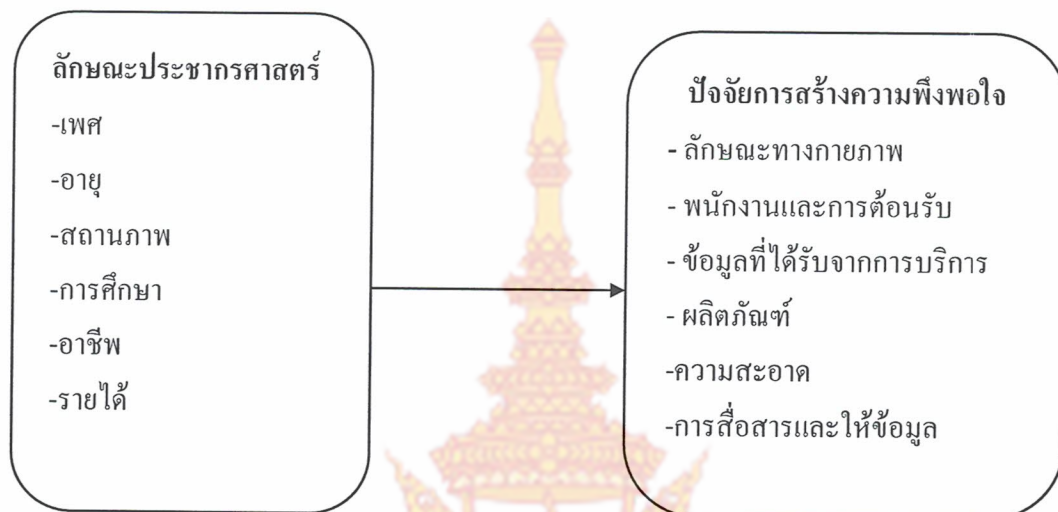 ลักษณะประชากรศาสตร์
-เพศ
-อายุ
-สถานภาพ
-การศึกษา
-อาชีพ
-รายได้
ปัจจัยการสร้างความพึงพอใจ
- ลักษณะทางกายภาพ
- พนักงานและการต้อนรับ
- ข้อมูลที่ได้รับจากการบริการ
- ผลิตภัณฑ์
-ความสะอาด
-การสื่อสารและให้ข้อมูล